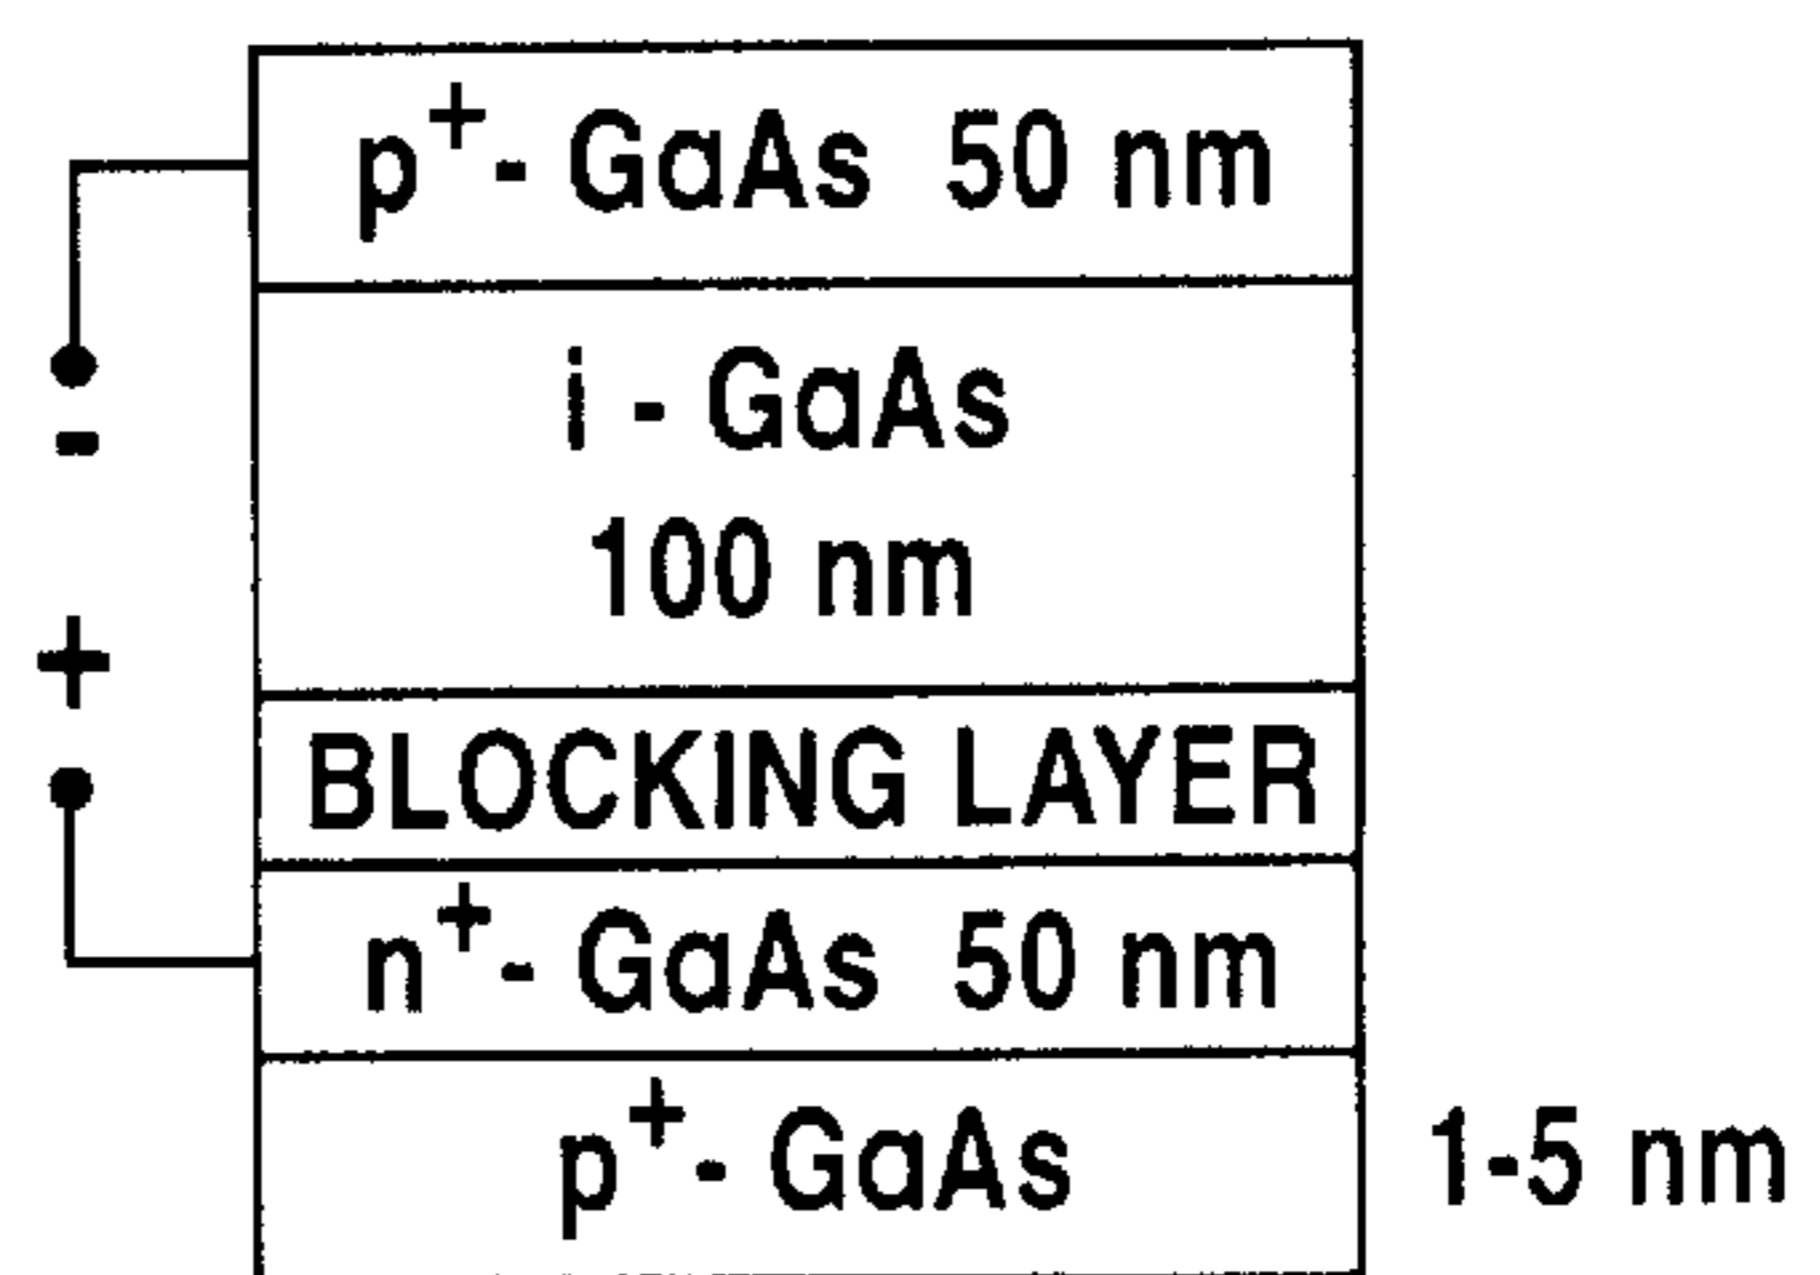 p⁺- GaAs 50 nm
i - GaAs
100 nm
-
+
BLOCKING LAYER
n⁺- GaAs 50 nm
p⁺- GaAs 1-5 nm